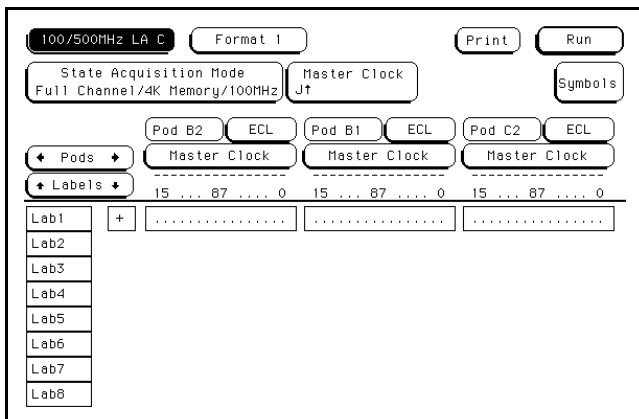 100/500MHz LA C Format 1 Print Run
State Acquisition Mode
Full Channel/4K Memory/100MHz
Master Clock
J↑
Symbols
Pod B2 ECL Pod B1 ECL Pod C2 ECL
← Pods → Master Clock Master Clock Master Clock
↑ Labels ↓
15 ... 87 .... 0 15 ... 87 .... 0 15 ... 87 .... 0
Lab1 + ................ ................ ................
Lab2
Lab3
Lab4
Lab5
Lab6
Lab7
Lab8